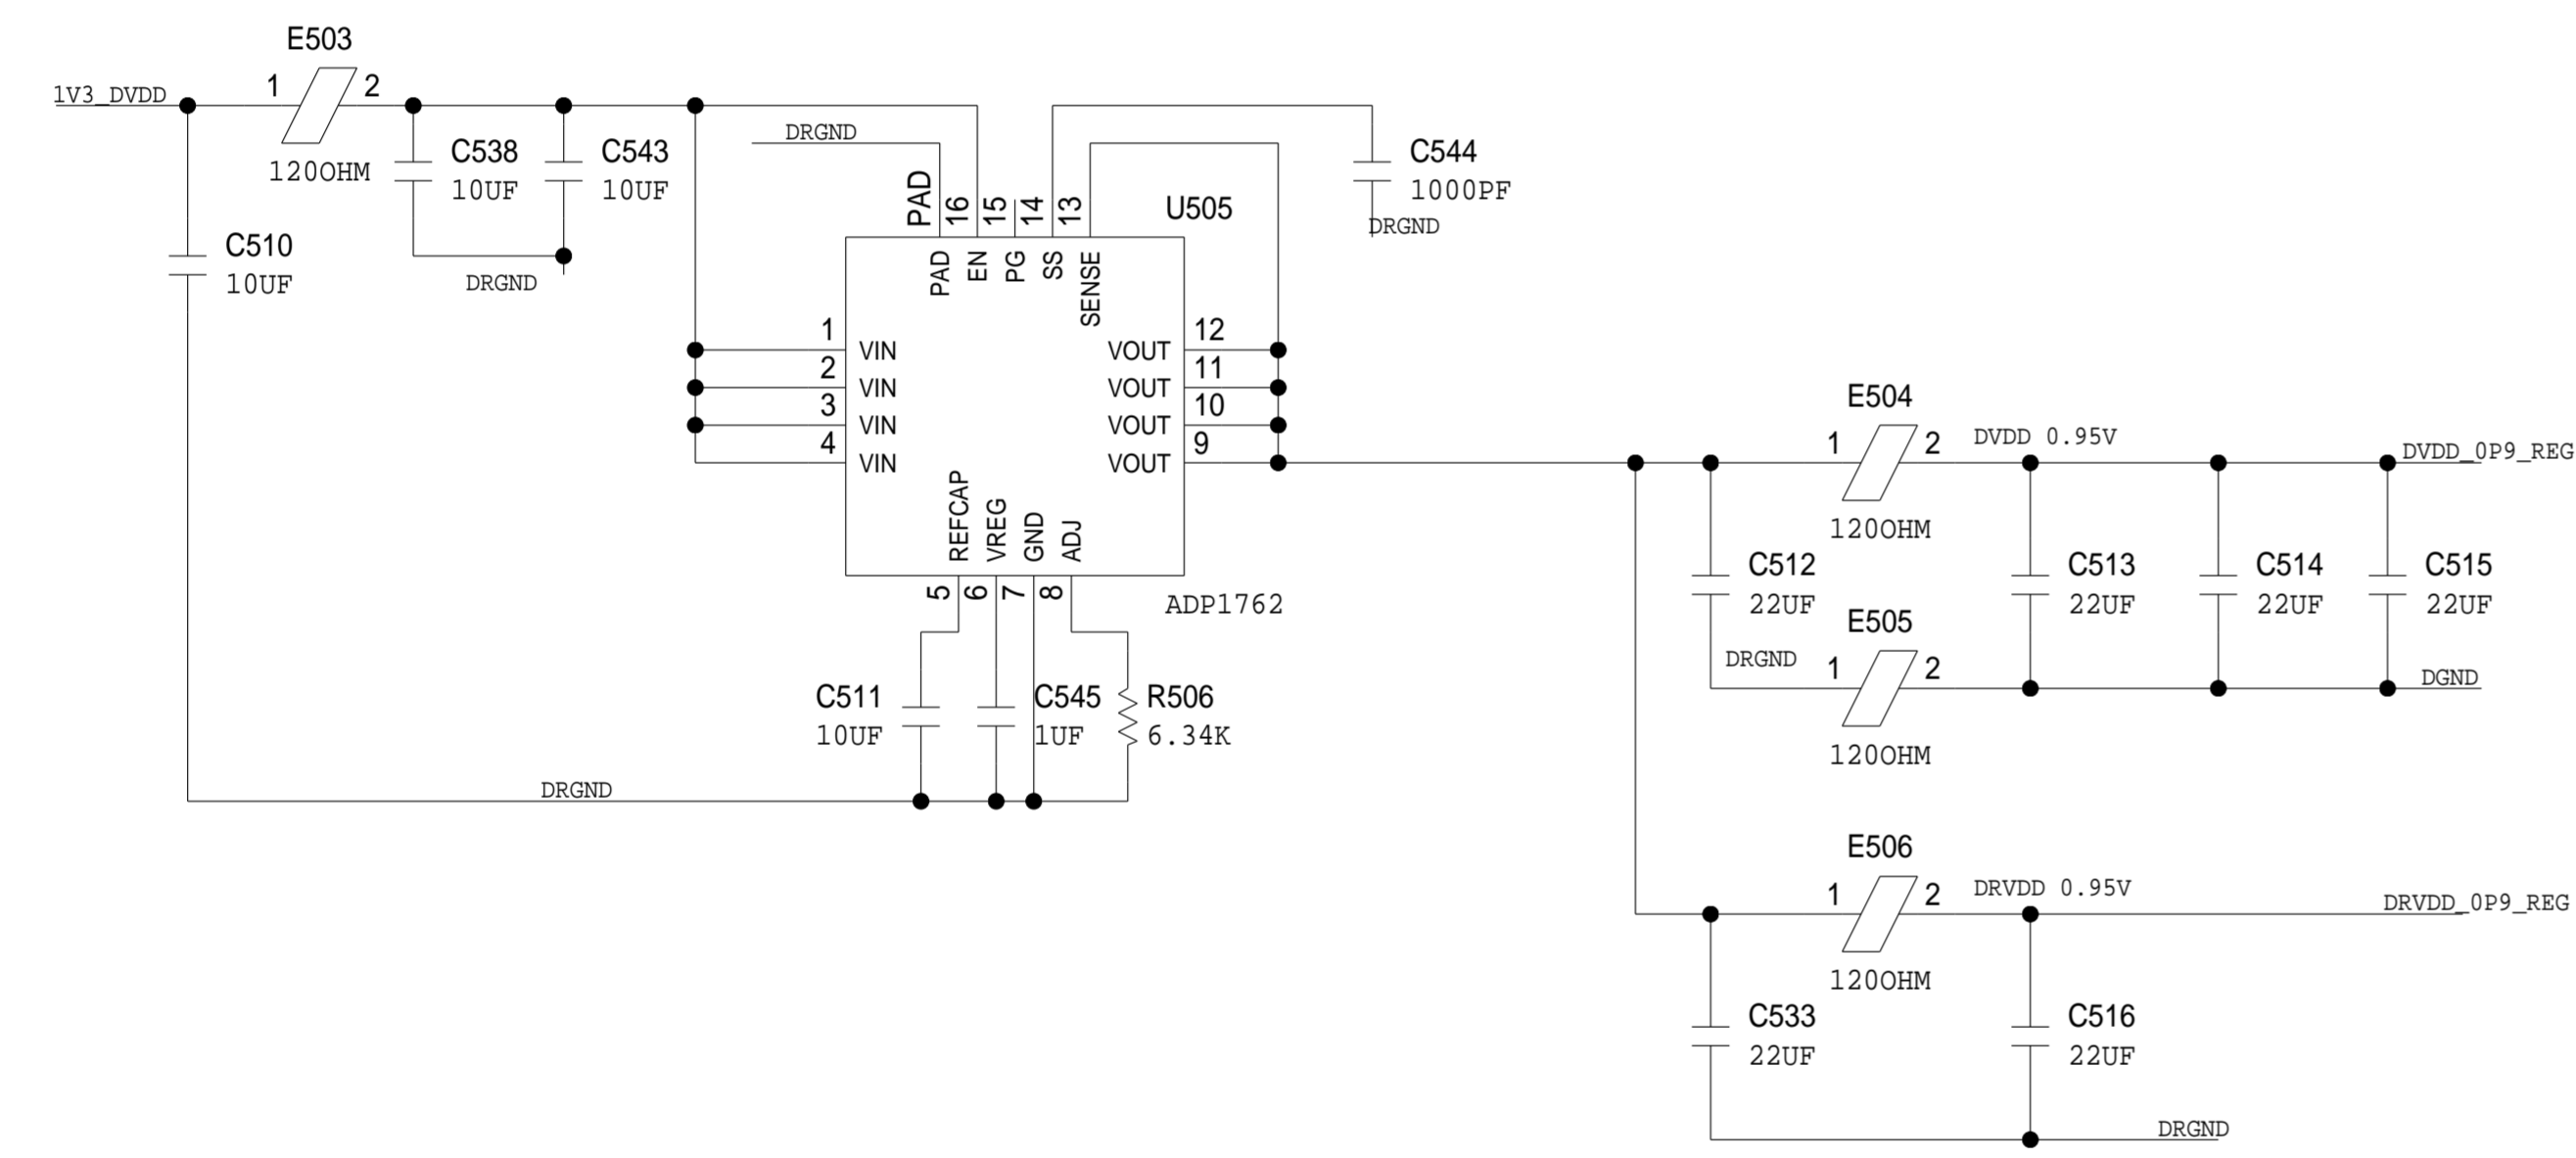 E503
1V3_DVDD
1
2
120OHM
C538
10UF
C543
10UF
C510
10UF
DRGND
DRGND
PAD
16
15
14
13
U505
C544
1000PF
DRGND
PAD
EN
PG
SS
SENSE
1
VIN
2
VIN
3
VIN
4
VIN
12
VOUT
11
VOUT
10
VOUT
9
VOUT
REFCAP
VREG
GND
ADJ
5
6
7
8
ADP1762
C511
10UF
C545
1UF
R506
6.34K
DRGND
E504
1
2
DVDD 0.95V
DVDD_0P9_REG
120OHM
C512
22UF
C513
22UF
C514
22UF
C515
22UF
E505
DRGND
1
2
DGND
120OHM
E506
1
2
DRVDD 0.95V
DRVDD_0P9_REG
120OHM
C533
22UF
C516
22UF
DRGND